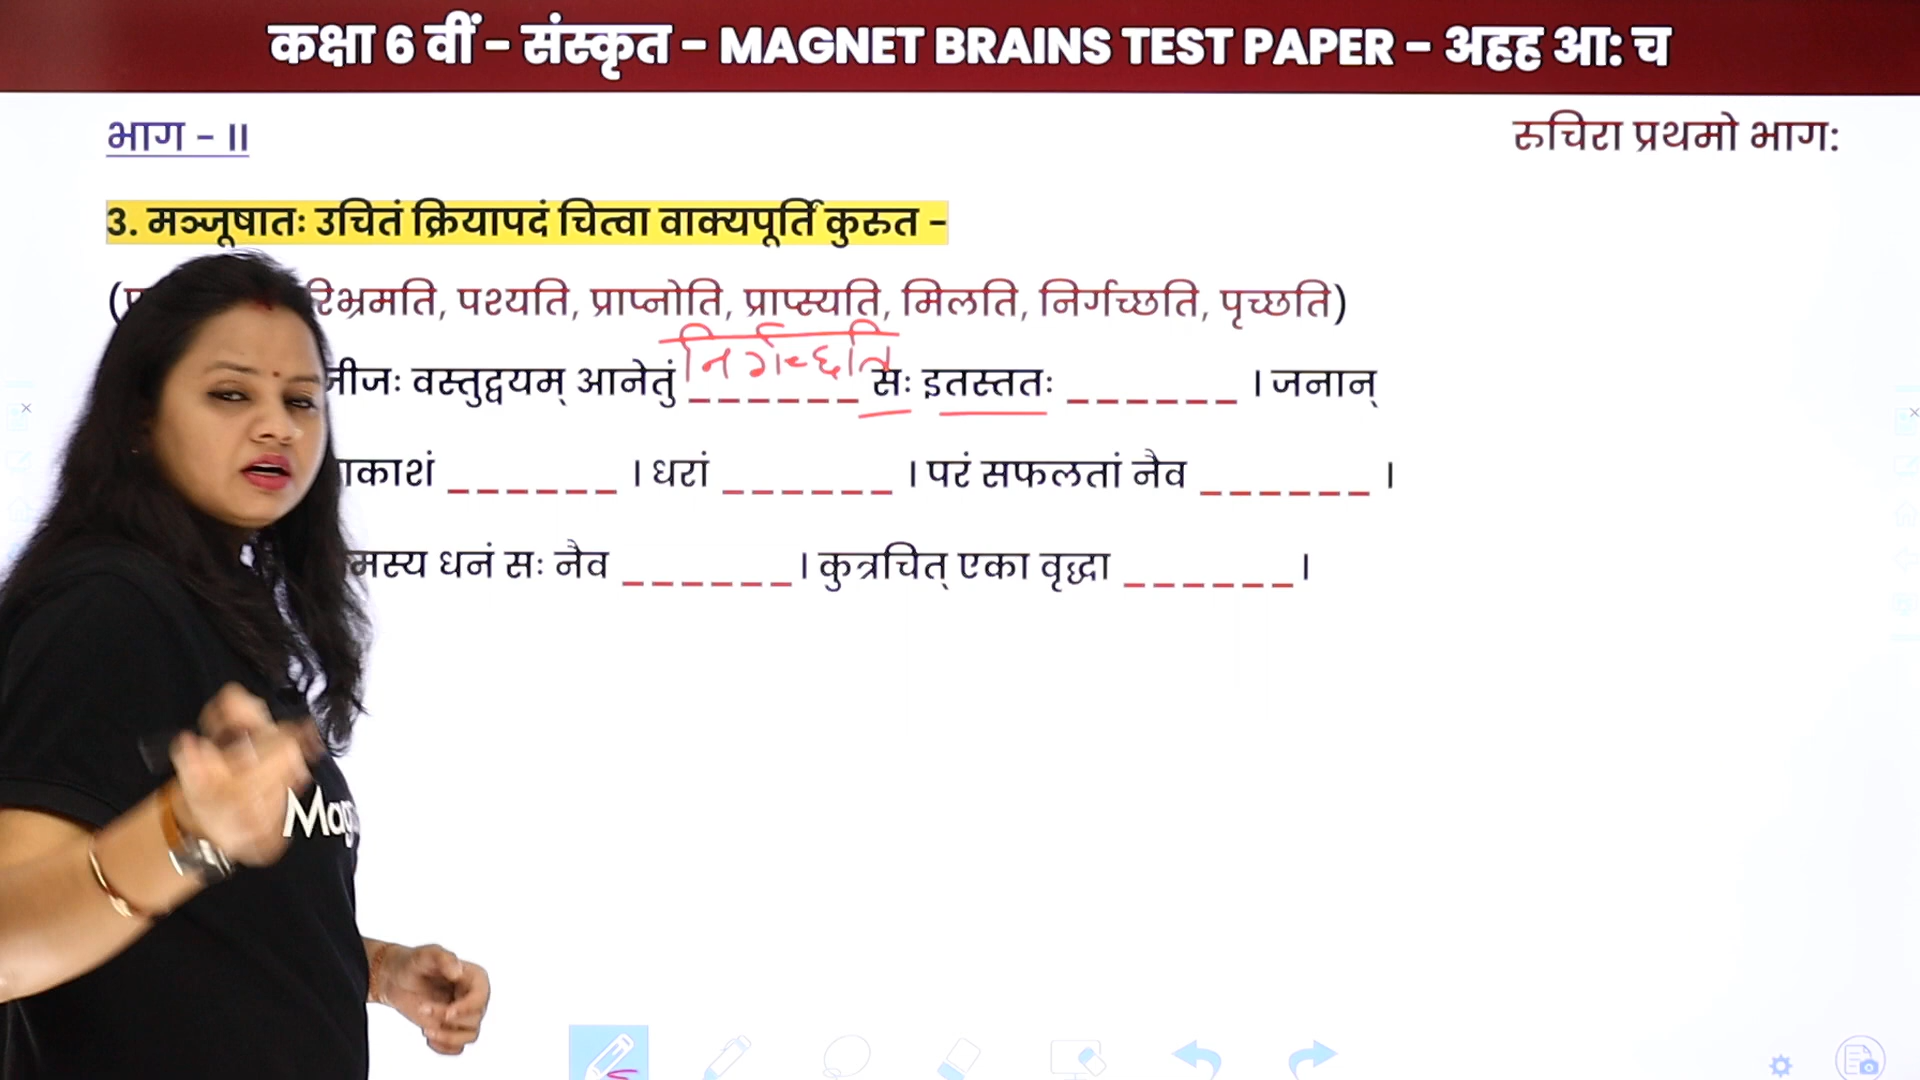 कक्षा 6 वीं - संस्कृत - MAGNET BRAINS TEST PAPER - अहह आः च
भाग - II
रुचिरा प्रथमो भाग:
3. मञ्जूषातः उचितं क्रियापदं चित्वा वाक्यपूर्तिं कुरुत -
पश्यति, प्राप्नोति, प्राप्स्यति, मिलति, निर्गच्छति, पृच्छति)
निर्गच्छति
वस्तुद्वयम् आनेतुं ______ सः इतस्ततः ______ । जनान्
______ । धरां ______ । परं सफलतां नैव ______ ।
धनं सः नैव ______। कुत्रचित् एका वृद्धा ______।